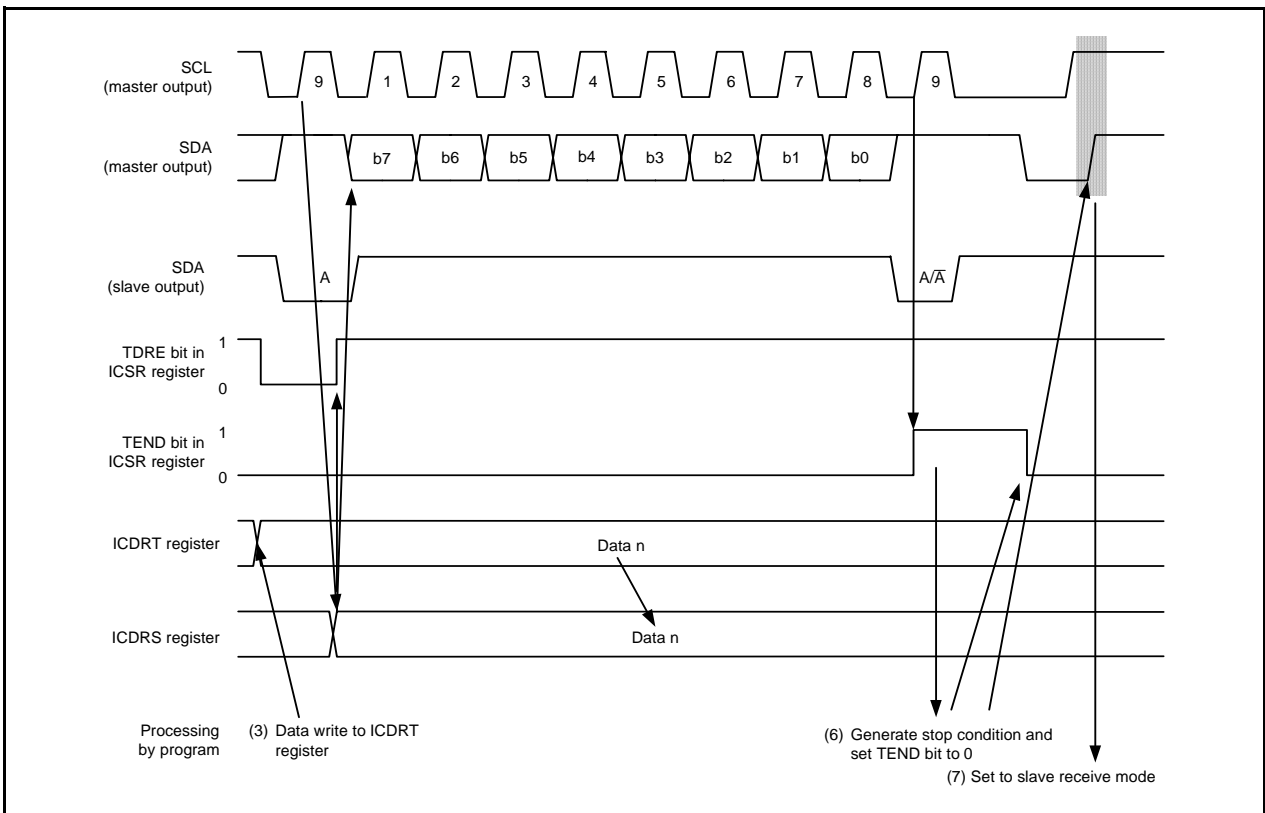 SCL
(master output)
9 1 2 3 4 5 6 7 8 9
SDA
(master output)
b7 b6 b5 b4 b3 b2 b1 b0
SDA
(slave output)
A A/A̅
TDRE bit in
ICSR register
1
0
TEND bit in
ICSR register
1
0
ICDRT register
Data n
ICDRS register
Data n
Processing
by program
(3) Data write to ICDRT
register
(6) Generate stop condition and
set TEND bit to 0
(7) Set to slave receive mode